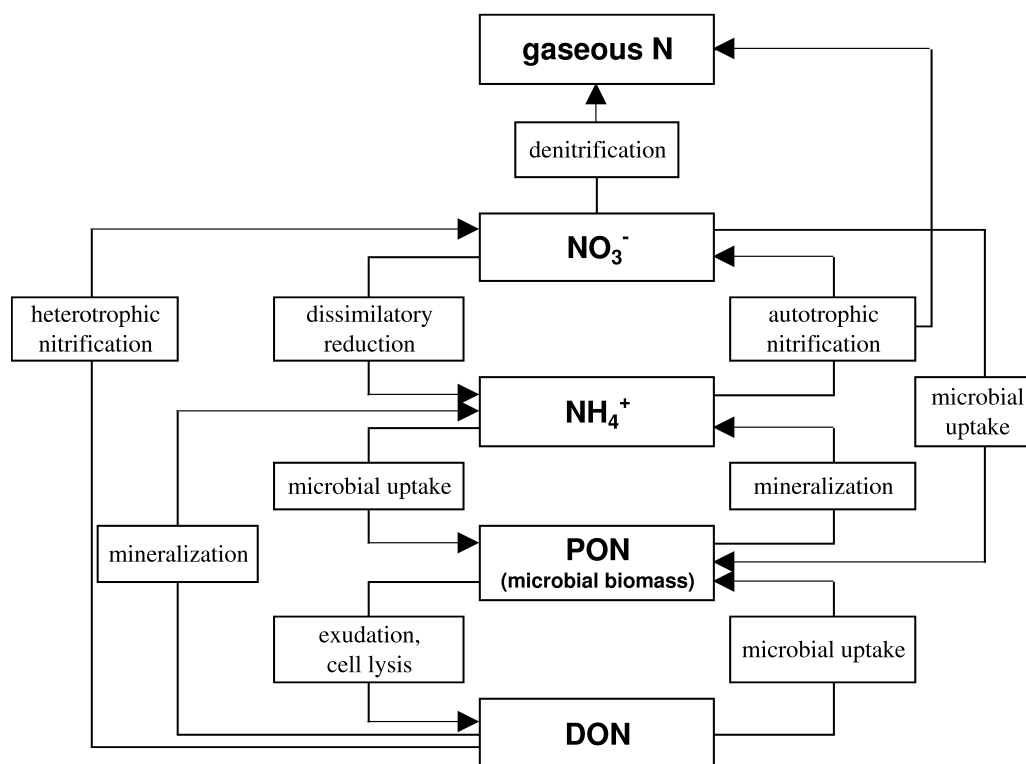 gaseous N
denitrification
NO₃⁻
heterotrophic
nitrification
dissimilatory
reduction
autotrophic
nitrification
NH₄⁺
microbial
uptake
microbial uptake
mineralization
mineralization
PON
(microbial biomass)
exudation,
cell lysis
microbial uptake
DON